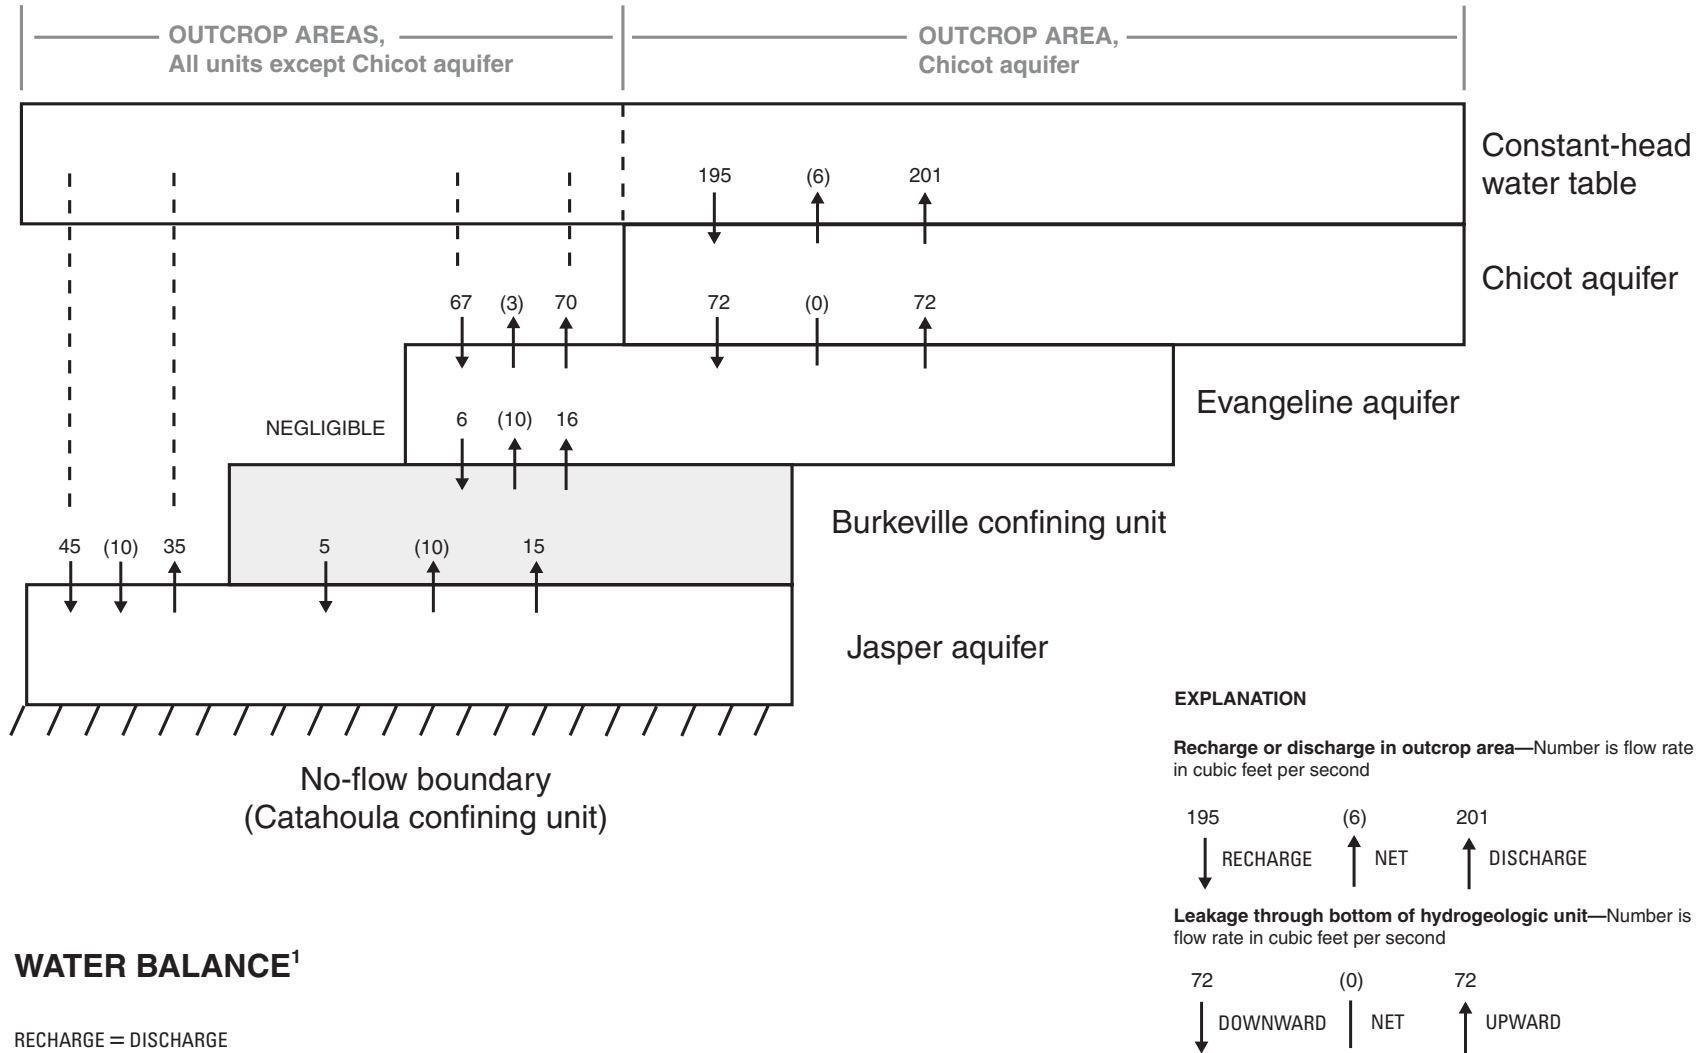 OUTCROP AREAS,
All units except Chicot aquifer
OUTCROP AREA,
Chicot aquifer
Constant-head
water table
195 (6) 201
Chicot aquifer
67 (3) 70
72 (0) 72
Evangeline aquifer
NEGLIGIBLE
6 (10) 16
Burkeville confining unit
45 (10) 35
5 (10) 15
Jasper aquifer
No-flow boundary
(Catahoula confining unit)
EXPLANATION
Recharge or discharge in outcrop area—Number is flow rate
in cubic feet per second
195 (6) 201
RECHARGE NET DISCHARGE
Leakage through bottom of hydrogeologic unit—Number is
flow rate in cubic feet per second
72 (0) 72
DOWNWARD NET UPWARD
WATER BALANCE¹
RECHARGE = DISCHARGE